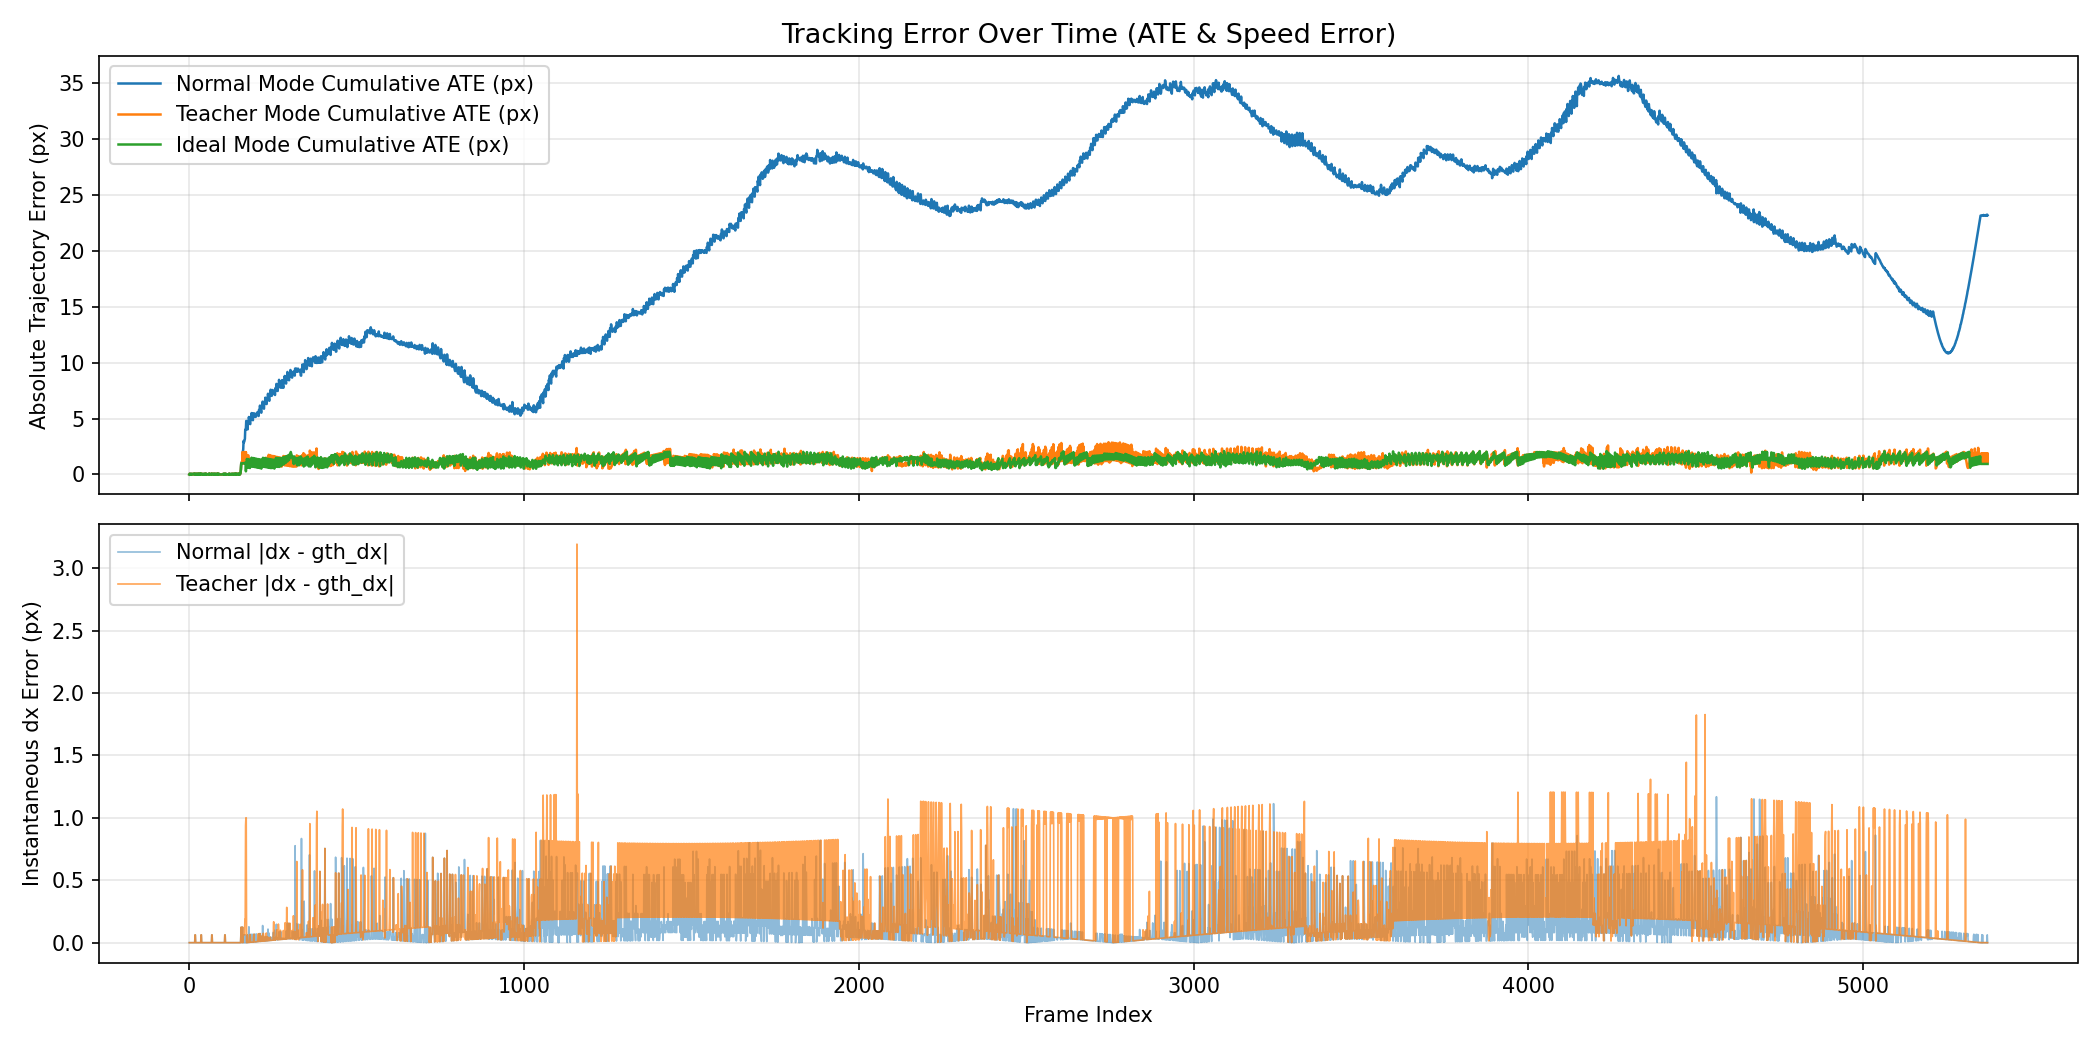 Tracking Error Over Time (ATE & Speed Error)
Normal Mode Cumulative ATE (px)
Teacher Mode Cumulative ATE (px)
Ideal Mode Cumulative ATE (px)
Absolute Trajectory Error (px)
35
30
25
20
15
10
5
0
Normal |dx - gth_dx|
Teacher |dx - gth_dx|
Instantaneous dx Error (px)
3.0
2.5
2.0
1.5
1.0
0.5
0.0
0 1000 2000 3000 4000 5000
Frame Index